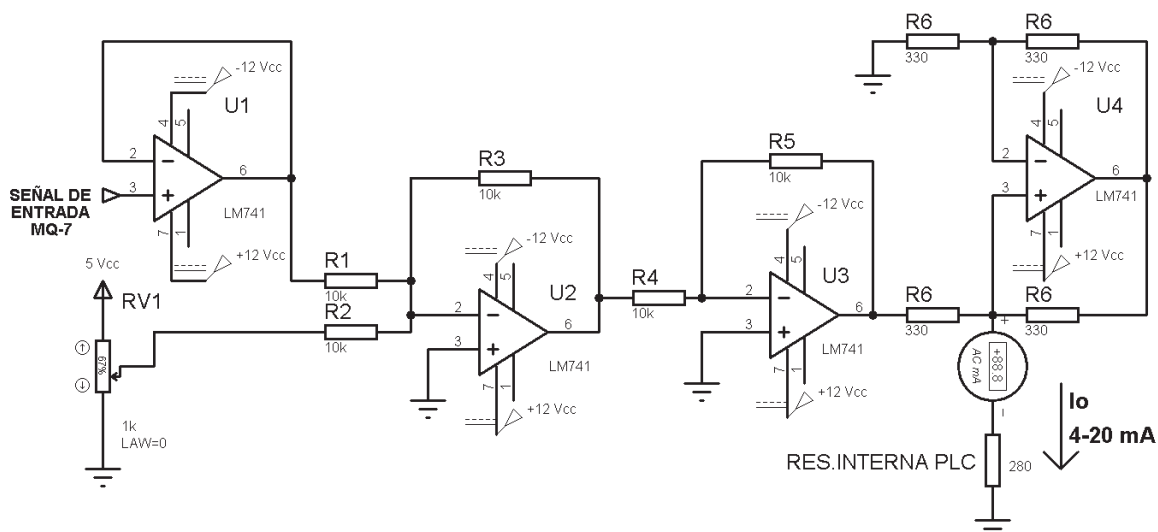 R6
330
R6
330
-12 Vcc
U1
4
5
2
3
6
7
1
LM741
+12 Vcc
SEÑAL DE
ENTRADA
MQ-7
-12 Vcc
U4
4
5
2
3
6
7
1
LM741
+12 Vcc
R3
10k
R5
10k
-12 Vcc
U2
4
5
2
3
6
7
1
LM741
+12 Vcc
-12 Vcc
U3
4
5
2
3
6
7
1
LM741
+12 Vcc
5 Vcc
RV1
67%
1k
LAW=0
R1
10k
R2
10k
R4
10k
R6
330
R6
330
+88.8
AC mA
Io
4-20 mA
RES.INTERNA PLC
280